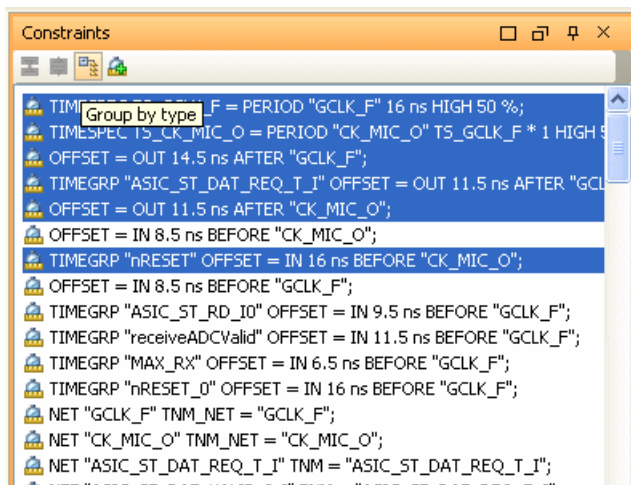 Constraints
Group by type
TIM F = PERIOD "GCLK_F" 16 ns HIGH 50 %;
TIMESPEC TS_CK_MIC_O = PERIOD "CK_MIC_O" TS_GCLK_F * 1 HIGH
OFFSET = OUT 14.5 ns AFTER "GCLK_F";
TIMEGRP "ASIC_ST_DAT_REQ_T_I" OFFSET = OUT 11.5 ns AFTER "GCL
OFFSET = OUT 11.5 ns AFTER "CK_MIC_O";
OFFSET = IN 8.5 ns BEFORE "CK_MIC_O";
TIMEGRP "nRESET" OFFSET = IN 16 ns BEFORE "CK_MIC_O";
OFFSET = IN 8.5 ns BEFORE "GCLK_F";
TIMEGRP "ASIC_ST_RD_I0" OFFSET = IN 9.5 ns BEFORE "GCLK_F";
TIMEGRP "receiveADCValid" OFFSET = IN 11.5 ns BEFORE "GCLK_F";
TIMEGRP "MAX_RX" OFFSET = IN 6.5 ns BEFORE "GCLK_F";
TIMEGRP "nRESET_0" OFFSET = IN 16 ns BEFORE "GCLK_F";
NET "GCLK_F" TNM_NET = "GCLK_F";
NET "CK_MIC_O" TNM_NET = "CK_MIC_O";
NET "ASIC_ST_DAT_REQ_T_I" TNM = "ASIC_ST_DAT_REQ_T_I";